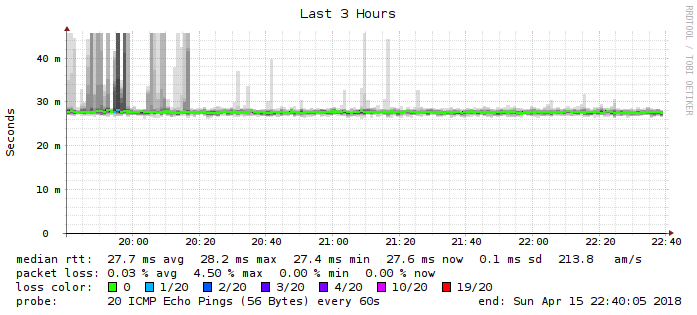 Last 3 Hours
RRDTOOL / TOBI OETIKER
Seconds
40 m
30 m
20 m
10 m
0
20:00 20:20 20:40 21:00 21:20 21:40 22:00 22:20 22:40
median rtt: 27.7 ms avg 28.2 ms max 27.4 ms min 27.6 ms now 0.1 ms sd 213.8 am/s
packet loss: 0.03 % avg 4.50 % max 0.00 % min 0.00 % now
loss color: 0 1/20 2/20 3/20 4/20 10/20 19/20
probe: 20 ICMP Echo Pings (56 Bytes) every 60s end: Sun Apr 15 22:40:05 2018